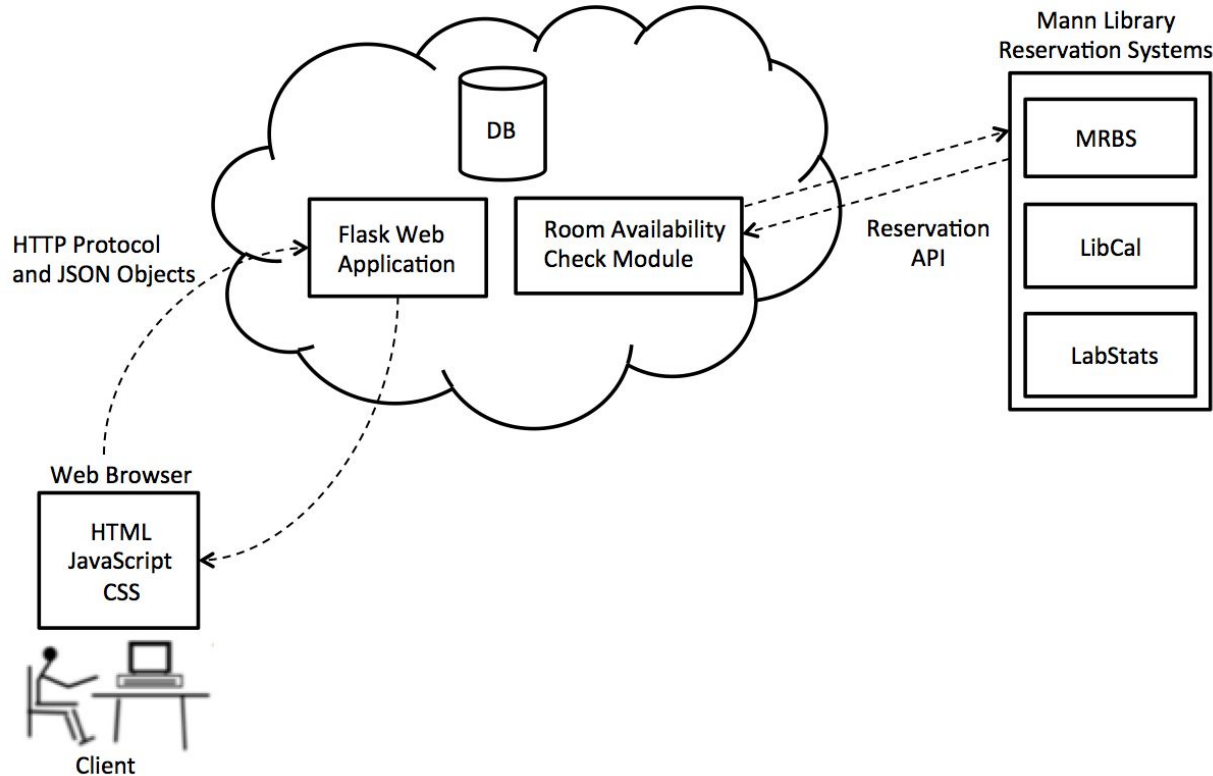 Mann Library
Reservation Systems
DB
MRBS
Flask Web
Application
Room Availability
Check Module
Reservation
API
HTTP Protocol
and JSON Objects
LibCal
LabStats
Web Browser
HTML
JavaScript
CSS
Client